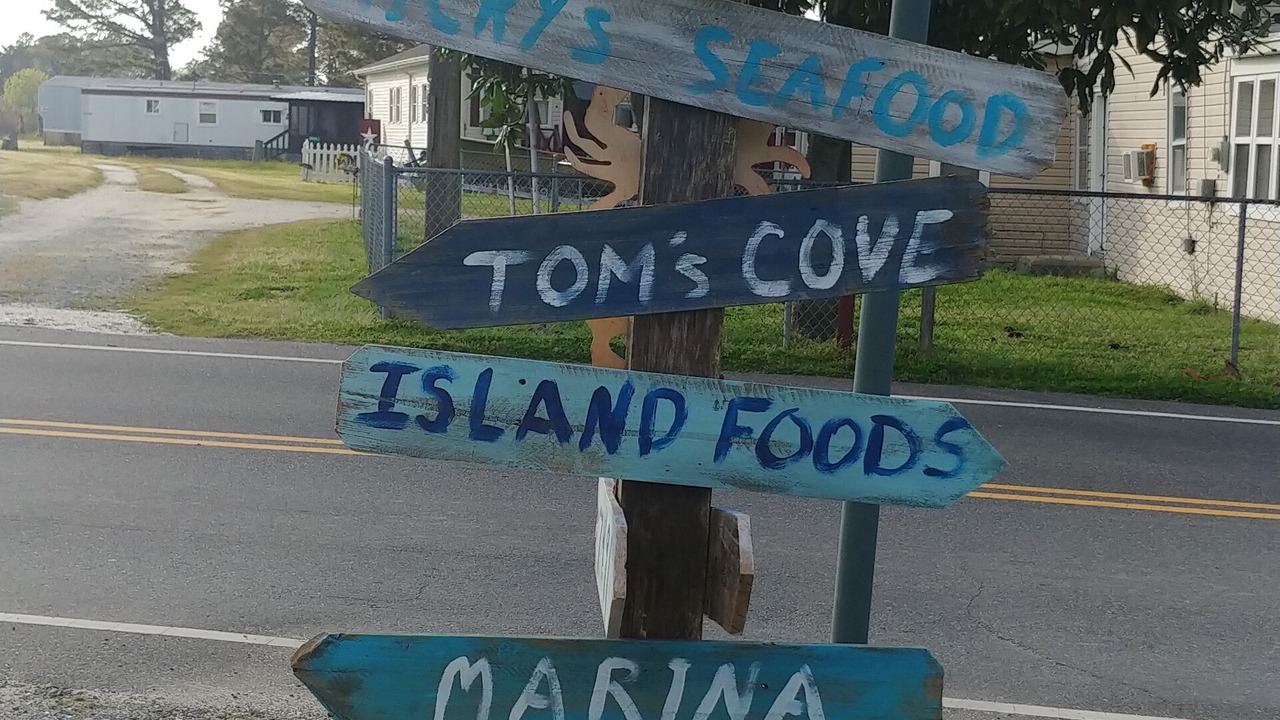 SEAFOOD
TOM's COVE
ISLAND FOODS
MARINA